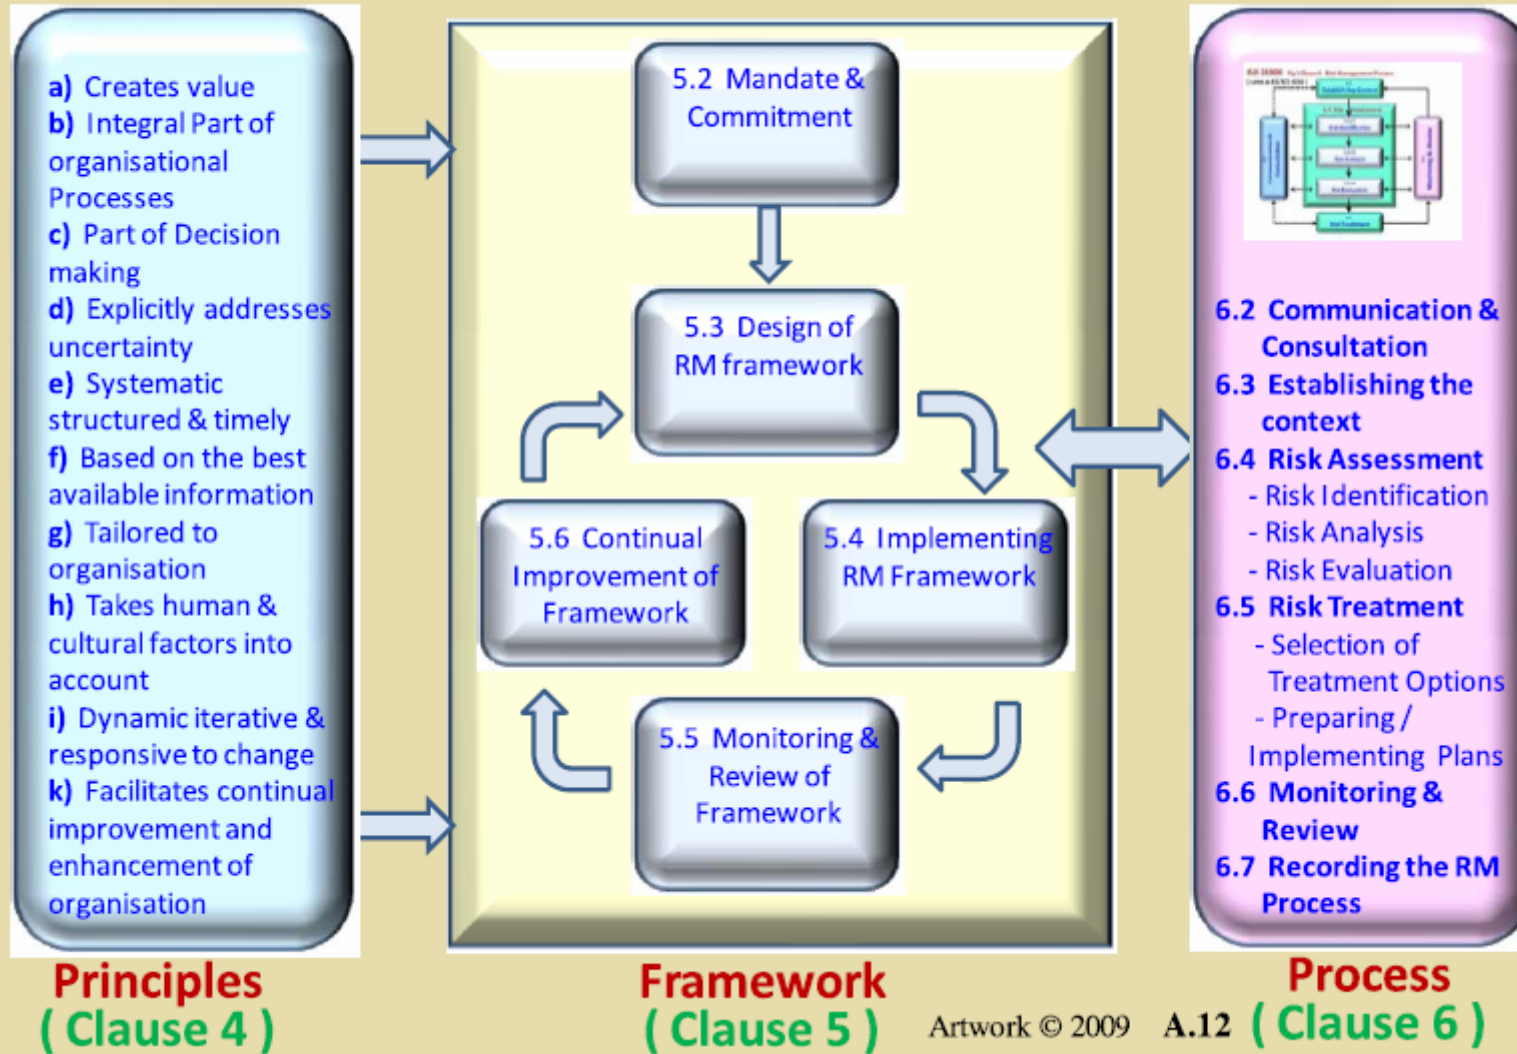 a) Creates value
b) Integral Part of
organisational
Processes
c) Part of Decision
making
d) Explicitly addresses
uncertainty
e) Systematic
structured & timely
f) Based on the best
available information
g) Tailored to
organisation
h) Takes human &
cultural factors into
account
i) Dynamic iterative &
responsive to change
k) Facilitates continual
improvement and
enhancement of
organisation
Principles
( Clause 4 )
5.2 Mandate &
Commitment
5.3 Design of
RM framework
5.4 Implementing
RM Framework
5.5 Monitoring &
Review of
Framework
5.6 Continual
Improvement of
Framework
Framework
( Clause 5 )
Artwork © 2009 A.12
6.2 Communication &
Consultation
6.3 Establishing the
context
6.4 Risk Assessment
- Risk Identification
- Risk Analysis
- Risk Evaluation
6.5 Risk Treatment
- Selection of
Treatment Options
- Preparing /
Implementing Plans
6.6 Monitoring &
Review
6.7 Recording the RM
Process
Process
( Clause 6 )